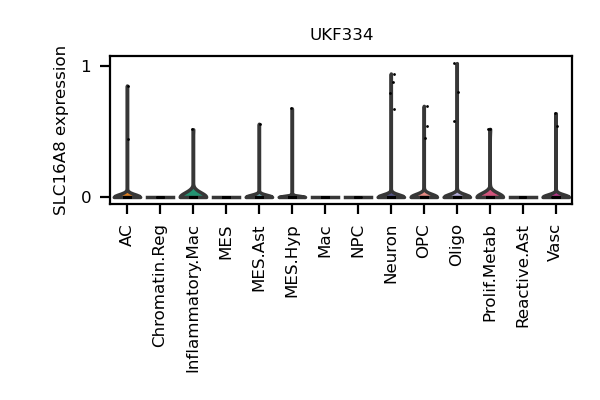 UKF334
SLC16A8 expression
1
0
AC
Chromatin.Reg
Inflammatory.Mac
MES
MES.Ast
MES.Hyp
Mac
NPC
Neuron
OPC
Oligo
Prolif.Metab
Reactive.Ast
Vasc